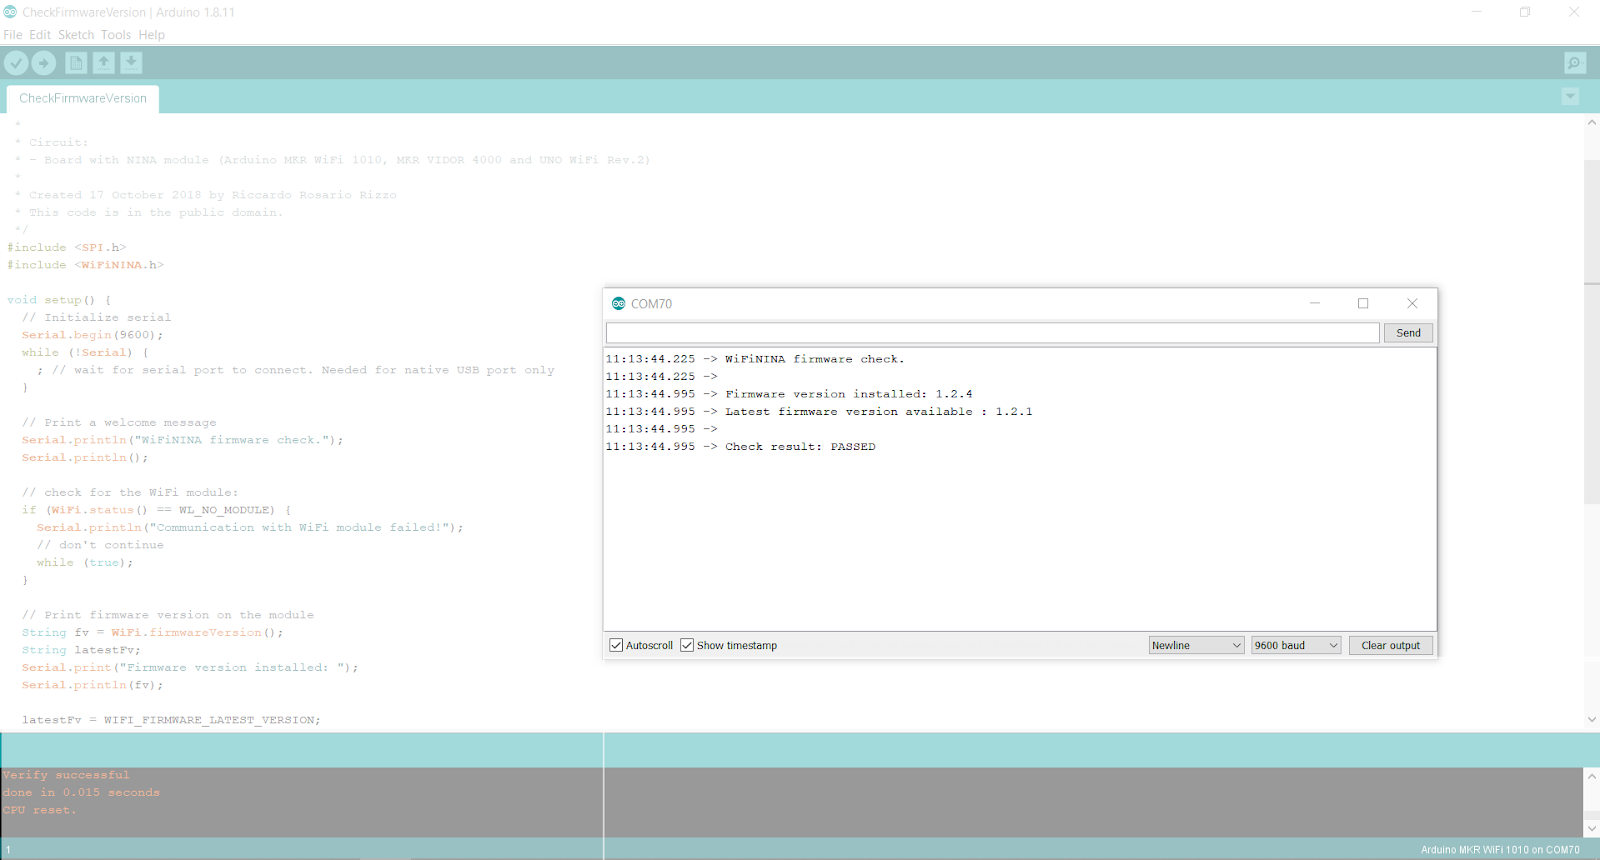 CheckFirmwareVersion | Arduino 1.8.11
File Edit Sketch Tools Help
CheckFirmwareVersion
*
* Circuit:
* - Board with NINA module (Arduino MKR WiFi 1010, MKR VIDOR 4000 and UNO WiFi Rev.2)
*
* Created 17 October 2018 by Riccardo Rosario Rizzo
* This code is in the public domain.
*/
#include <SPI.h>
#include <WiFiNINA.h>
void setup() {
// Initialize serial
Serial.begin(9600);
while (!Serial) {
; // wait for serial port to connect. Needed for native USB port only
}
// Print a welcome message
Serial.println("WiFiNINA firmware check.");
Serial.println();
// check for the WiFi module:
if (WiFi.status() == WL_NO_MODULE) {
Serial.println("Communication with WiFi module failed!");
// don't continue
while (true);
}
// Print firmware version on the module
String fv = WiFi.firmwareVersion();
String latestFv;
Serial.print("Firmware version installed: ");
Serial.println(fv);
latestFv = WIFI_FIRMWARE_LATEST_VERSION;
COM70
Send
11:13:44.225 -> WiFiNINA firmware check.
11:13:44.225 ->
11:13:44.995 -> Firmware version installed: 1.2.4
11:13:44.995 -> Latest firmware version available : 1.2.1
11:13:44.995 ->
11:13:44.995 -> Check result: PASSED
Autoscroll Show timestamp Newline 9600 baud Clear output
Verify successful
done in 0.015 seconds
CPU reset.
1 Arduino MKR WiFi 1010 on COM70